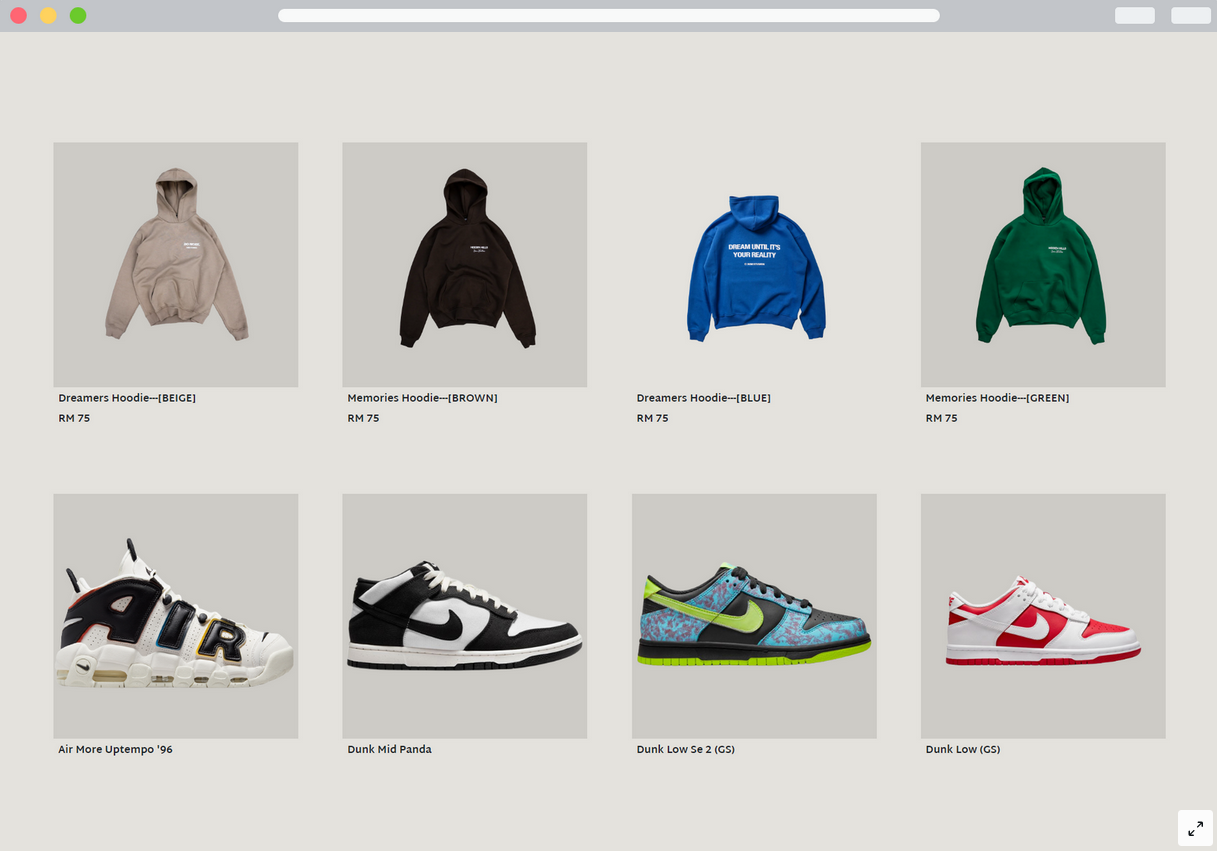 DREAM UNTIL IT'S
YOUR REALITY
Dreamers Hoodie---[BEIGE]
Memories Hoodie---[BROWN]
Dreamers Hoodie---[BLUE]
Memories Hoodie---[GREEN]
RM 75
RM 75
RM 75
RM 75
AIR
Air More Uptempo '96
Dunk Mid Panda
Dunk Low Se 2 (GS)
Dunk Low (GS)